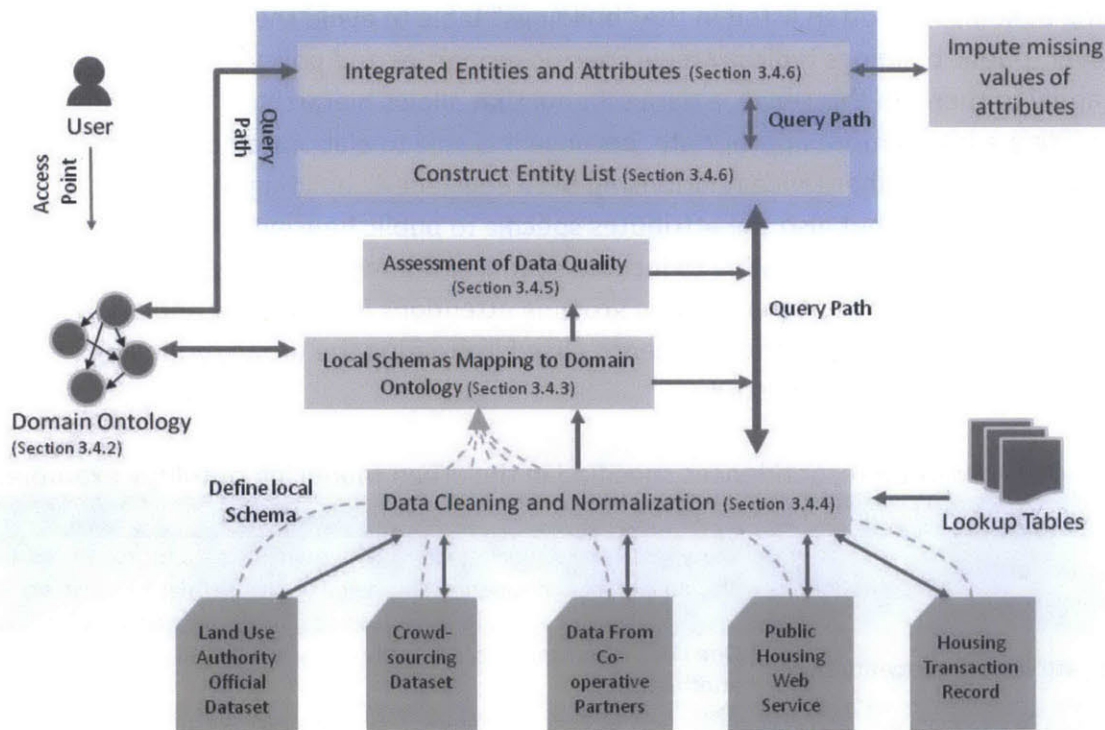 Integrated Entities and Attributes (Section 3.4.6)
Impute missing
values of
attributes
User
Query
Path
Query Path
Construct Entity List (Section 3.4.6)
Access
Point
Assessment of Data Quality
(Section 3.4.5)
Query Path
Local Schemas Mapping to Domain
Ontology (Section 3.4.3)
Domain Ontology
(Section 3.4.2)
Define local
Schema
Data Cleaning and Normalization (Section 3.4.4)
Lookup Tables
Land Use
Authority
Official
Dataset
Crowd-
sourcing
Dataset
Data From
Co-
operative
Partners
Public
Housing
Web
Service
Housing
Transaction
Record